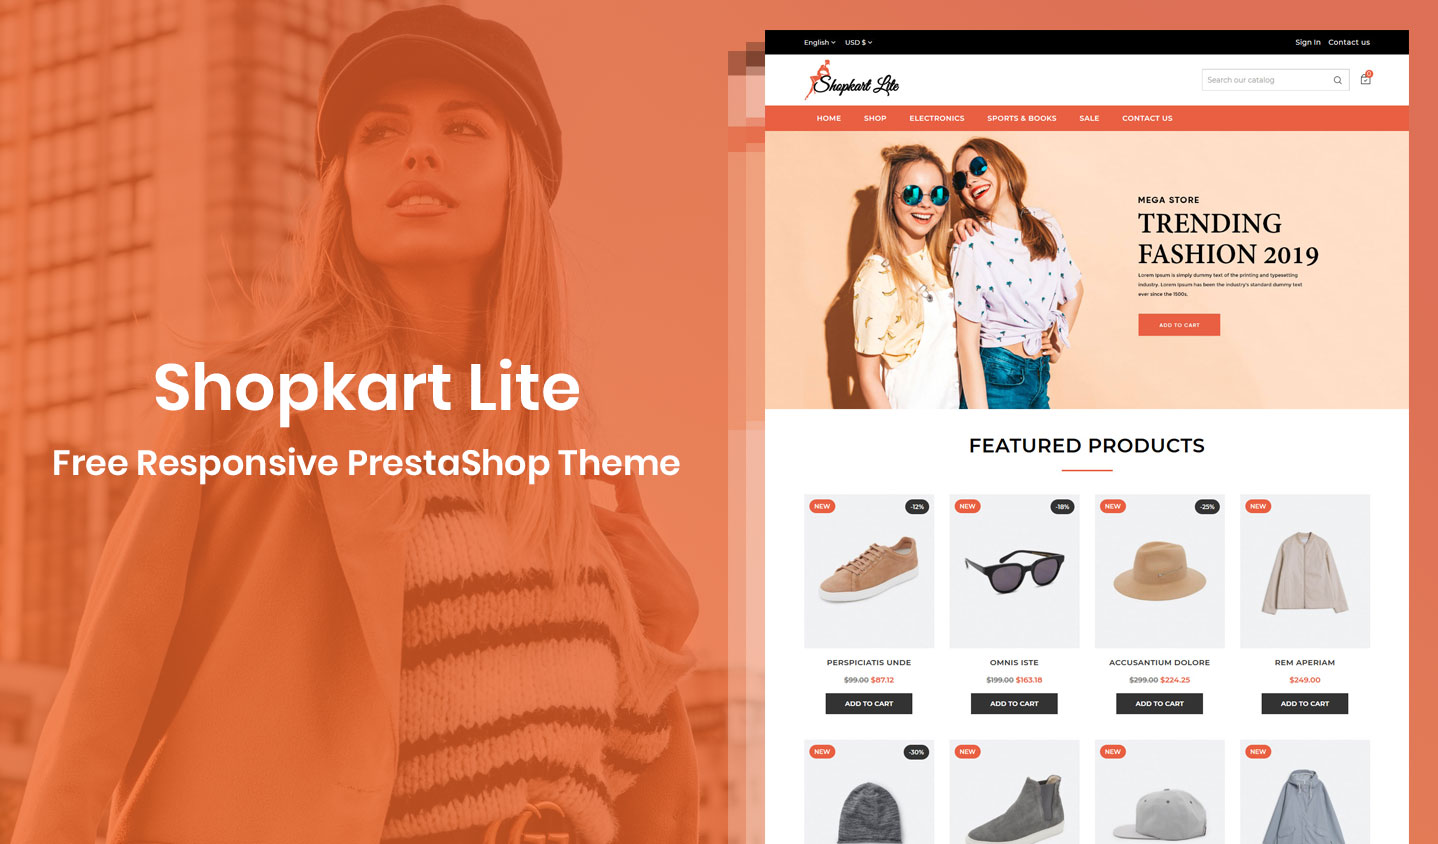 Shopkart Lite
Free Responsive PrestaShop Theme
English USD $
Sign In Contact us
Shopkart Lite
Search our catalog
0
HOME SHOP ELECTRONICS SPORTS & BOOKS SALE CONTACT US
MEGA STORE
TRENDING
FASHION 2019
Lorem Ipsum is simply dummy text of the printing and typesetting
industry. Lorem Ipsum has been the industry's standard dummy text
ever since the 1500s.
ADD TO CART
FEATURED PRODUCTS
NEW -12% NEW -18% NEW -25% NEW
PERSPICIATIS UNDE OMNIS ISTE ACCUSANTIUM DOLORE REM APERIAM
$99.00 $87.12 $199.00 $163.18 $299.00 $224.25 $249.00
ADD TO CART ADD TO CART ADD TO CART ADD TO CART
NEW -30% NEW NEW NEW